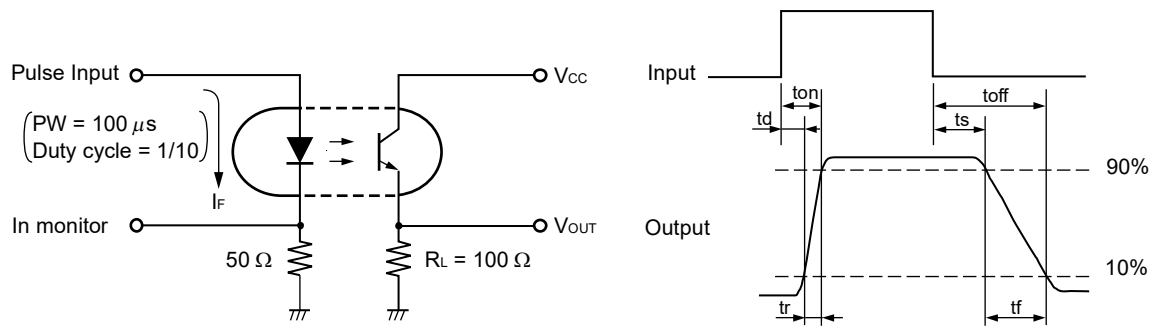 Pulse Input
PW = 100 μs
Duty cycle = 1/10
IF
In monitor
50 Ω
VCC
VOUT
RL = 100 Ω
Input
ton
toff
td
ts
90%
Output
10%
tr
tf